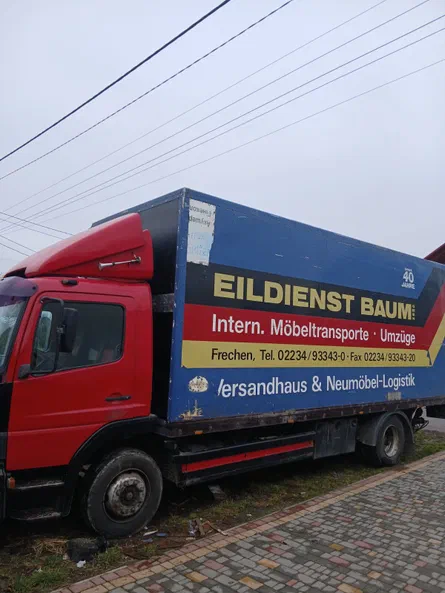 40
JAHRE
EILDIENST BAUM
Intern. Möbeltransporte · Umzüge
Frechen, Tel. 02234/93343-0 · Fax 02234/93343-20
Versandhaus & Neumöbel-Logistik